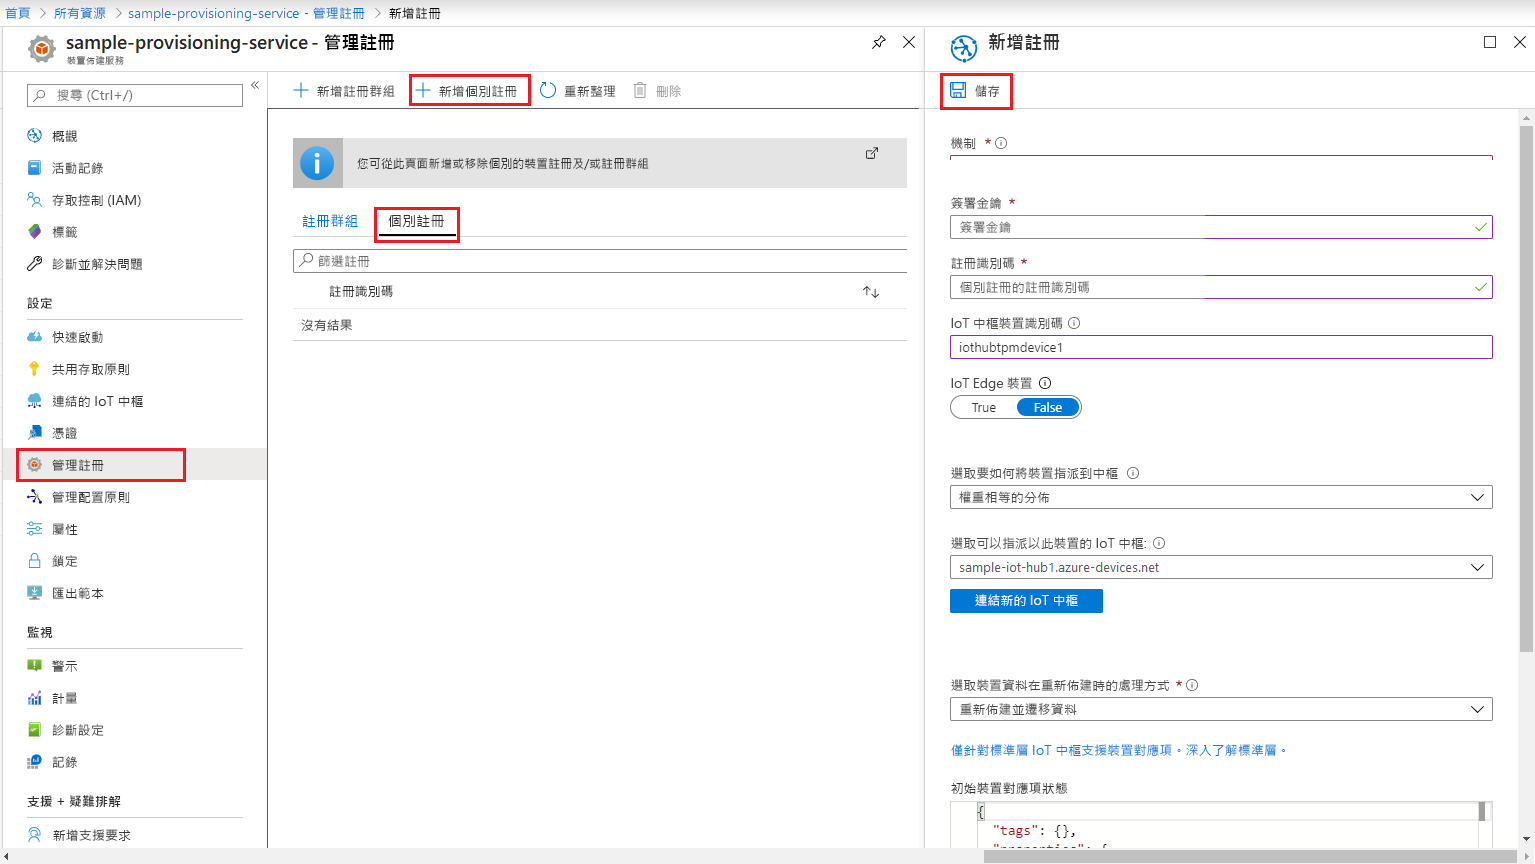 首頁 > 所有資源 > sample-provisioning-service - 管理註冊 > 新增註冊
sample-provisioning-service - 管理註冊
裝置佈建服務
搜尋 (Ctrl+/)
概觀
活動記錄
存取控制 (IAM)
標籤
診斷並解決問題
設定
快速啟動
共用存取原則
連結的 IoT 中樞
憑證
管理註冊
管理配置原則
屬性
鎖定
匯出範本
監視
警示
計量
診斷設定
記錄
支援 + 疑難排解
新增支援要求
新增註冊群組
新增個別註冊
重新整理
刪除
您可從此頁面新增或移除個別的裝置註冊及/或註冊群組
註冊群組
個別註冊
篩選註冊
註冊識別碼
沒有結果
新增註冊
儲存
機制 *
簽署金鑰 *
簽署金鑰
註冊識別碼 *
個別註冊的註冊識別碼
IoT 中樞裝置識別碼
iothubtpmdevice1
IoT Edge 裝置
True False
選取要如何將裝置指派到中樞
權重相等的分佈
選取可以指派以此裝置的 IoT 中樞:
sample-iot-hub1.azure-devices.net
連結新的 IoT 中樞
選取裝置資料在重新佈建時的處理方式 *
重新佈建並遷移資料
僅針對標準層 IoT 中樞支援裝置對應項。深入了解標準層。
初始裝置對應項狀態
{
"tags": {},
"properties": {